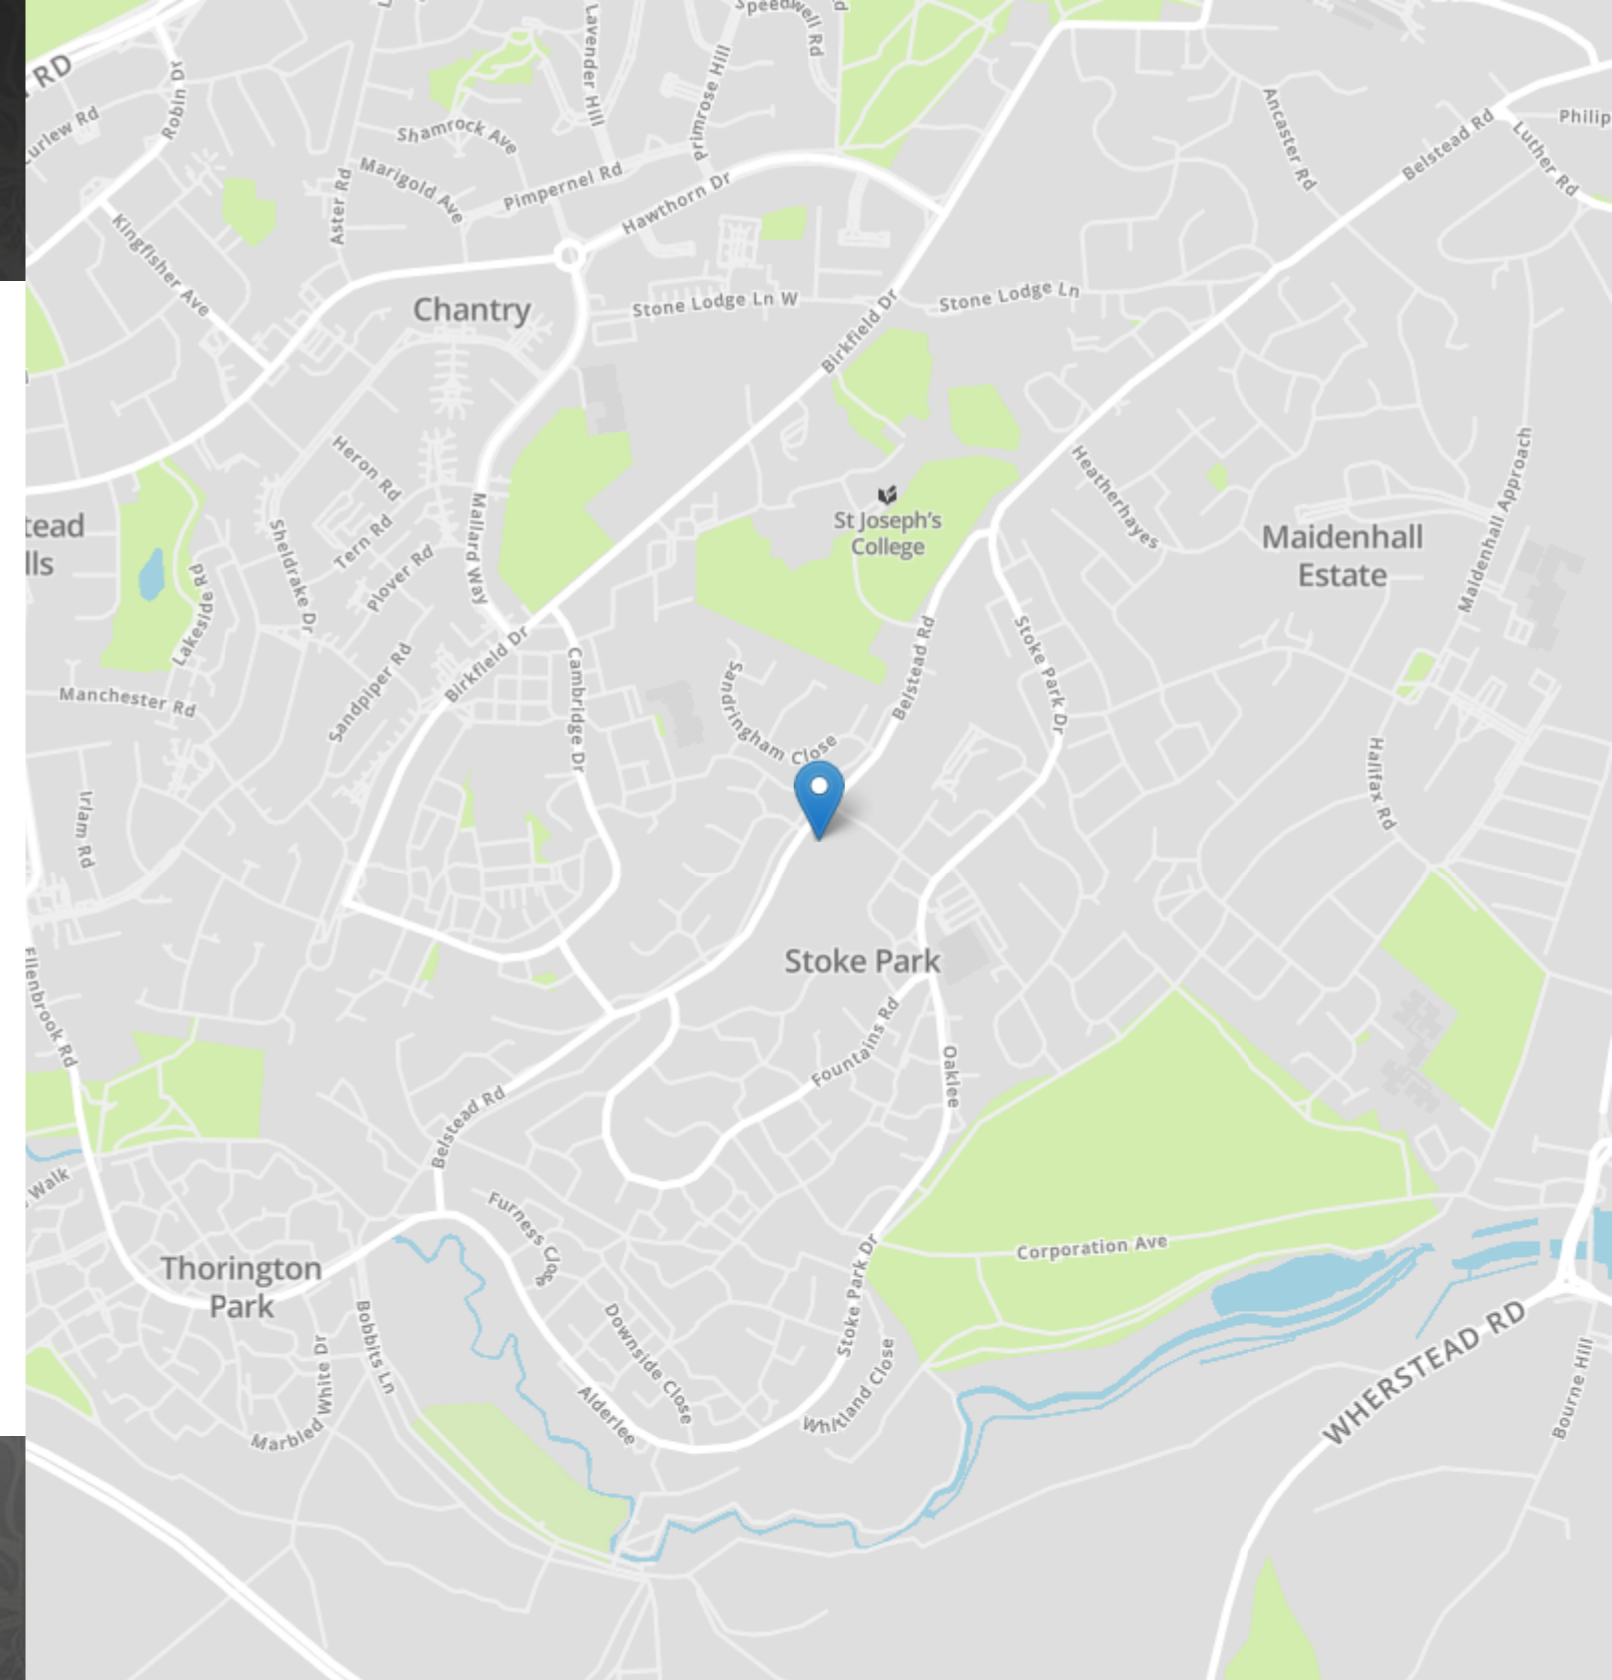 Speedwell Rd
RD
Robin Dr
Lavender Hill
Primrose Hill
Curlew Rd
Shamrock Ave
Marigold Ave
Pimpernel Rd
Aster Rd
Hawthorn Dr
Ancaster Rd
Belstead Rd
Philip
Luther Rd
Kingfisher Ave
Chantry
Stone Lodge Ln W
Stone Lodge Ln
Birkfield Dr
Heron Rd
Tern Rd
Plover Rd
Mallard Way
Sheldrake Dr
Lakeside Rd
tead
lls
St Joseph's
College
Heatherhayes
Maidenhall
Estate
Maidenhall Approach
Birkfield Dr
Sandpiper Rd
Manchester Rd
Cambridge Dr
Sandringham Close
Belstead Rd
Stoke Park Dr
Halifax Rd
Irlam Rd
Stoke Park
Ellenbrook Rd
Fountains Rd
Oaklee
Belstead Rd
Walk
Furness Close
Thorington
Park
Corporation Ave
Stoke Park Dr
Bobbits Ln
Downside Close
Whitland Close
Marbled White Dr
Alderlee
WHERSTEAD RD
Bourne Hill